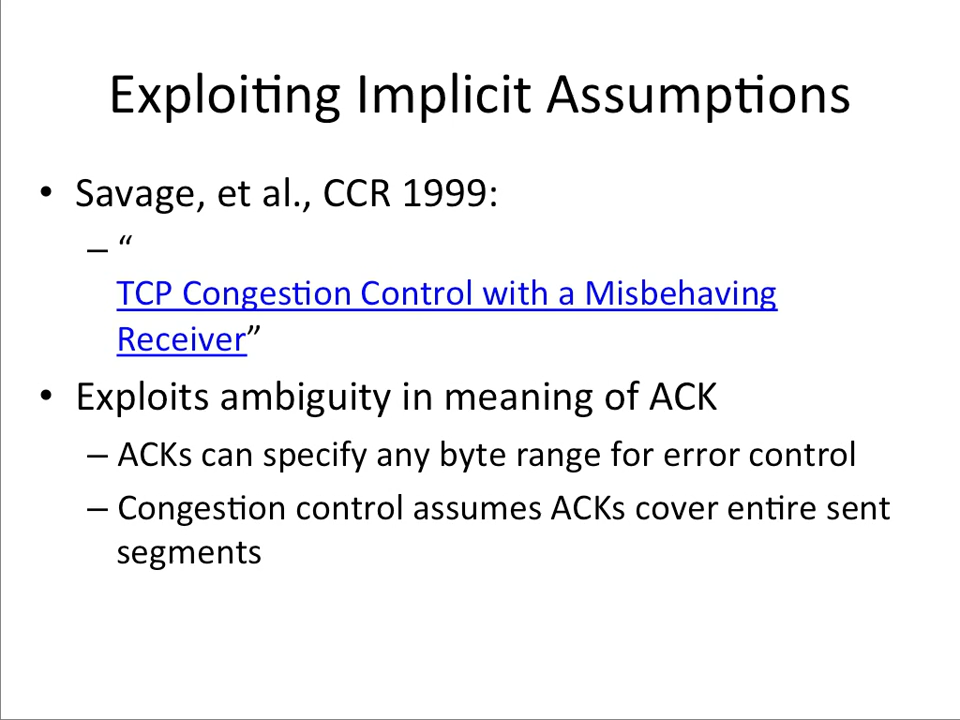 Exploiting Implicit Assumptions
• Savage, et al., CCR 1999:
– “
TCP Congestion Control with a Misbehaving
Receiver”
• Exploits ambiguity in meaning of ACK
– ACKs can specify any byte range for error control
– Congestion control assumes ACKs cover entire sent
segments